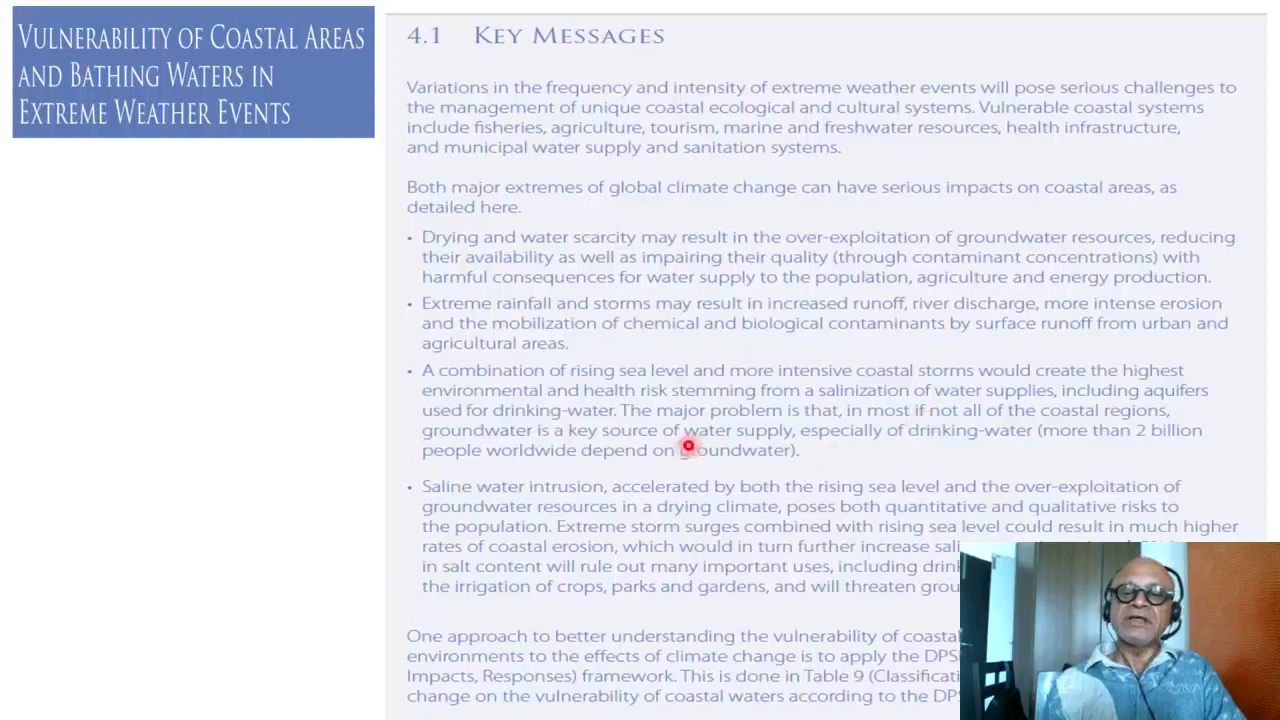 VULNERABILITY OF COASTAL AREAS
AND BATHING WATERS IN
EXTREME WEATHER EVENTS
4.1 KEY MESSAGES
Variations in the frequency and intensity of extreme weather events will pose serious challenges to
the management of unique coastal ecological and cultural systems. Vulnerable coastal systems
include fisheries, agriculture, tourism, marine and freshwater resources, health infrastructure,
and municipal water supply and sanitation systems.
Both major extremes of global climate change can have serious impacts on coastal areas, as
detailed here.
• Drying and water scarcity may result in the over-exploitation of groundwater resources, reducing
their availability as well as impairing their quality (through contaminant concentrations) with
harmful consequences for water supply to the population, agriculture and energy production.
• Extreme rainfall and storms may result in increased runoff, river discharge, more intense erosion
and the mobilization of chemical and biological contaminants by surface runoff from urban and
agricultural areas.
• A combination of rising sea level and more intensive coastal storms would create the highest
environmental and health risk stemming from a salinization of water supplies, including aquifers
used for drinking-water. The major problem is that, in most if not all of the coastal regions,
groundwater is a key source of water supply, especially of drinking-water (more than 2 billion
people worldwide depend on groundwater).
• Saline water intrusion, accelerated by both the rising sea level and the over-exploitation of
groundwater resources in a drying climate, poses both quantitative and qualitative risks to
the population. Extreme storm surges combined with rising sea level could result in much higher
rates of coastal erosion, which would in turn further increase
in salt content will rule out many important uses, including
the irrigation of crops, parks and gardens, and will threaten
One approach to better understanding the vulnerability of
environments to the effects of climate change is to apply the
Impacts, Responses) framework. This is done in Table 9
change on the vulnerability of coastal waters according to the